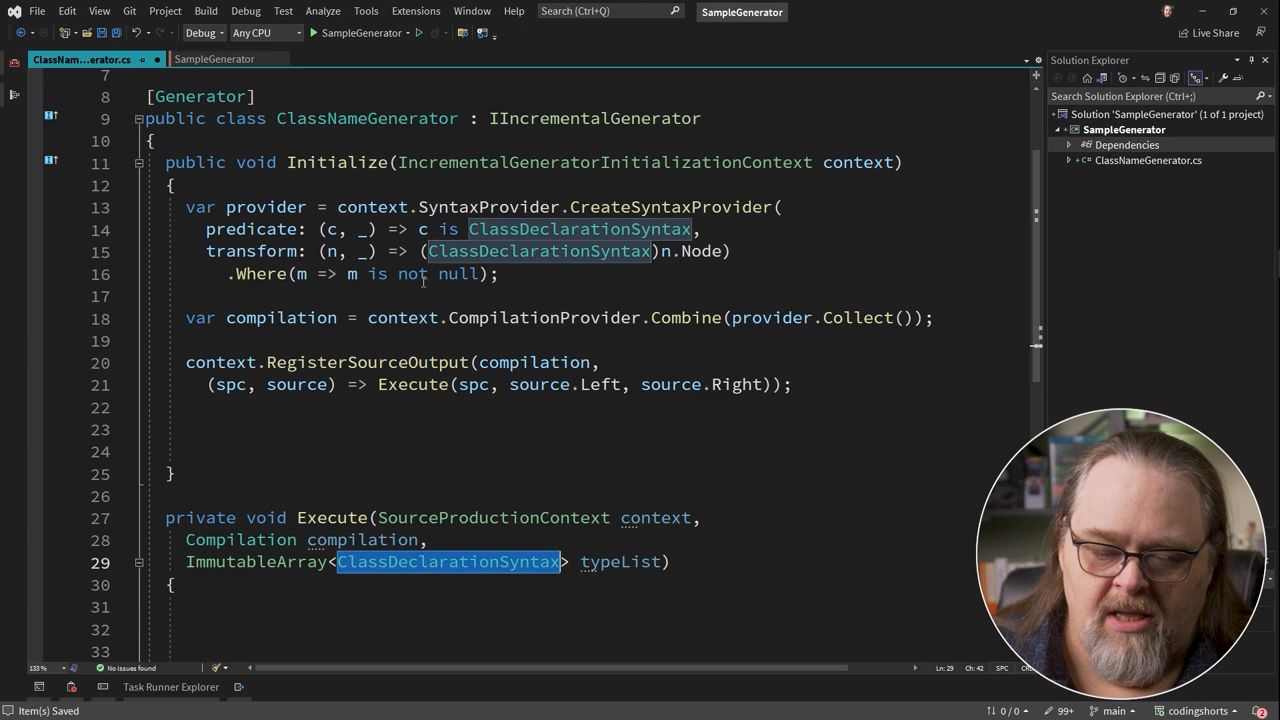 File Edit View Git Project Build Debug Test Analyze Tools Extensions Window Help Search (Ctrl+Q) SampleGenerator
Debug Any CPU SampleGenerator Live Share
ClassNam...erator.cs SampleGenerator Solution Explorer
Search Solution Explorer (Ctrl+;)
Solution 'SampleGenerator' (1 of 1 project)
SampleGenerator
Dependencies
C# ClassNameGenerator.cs
7
8 [Generator]
9 public class ClassNameGenerator : IIncrementalGenerator
10 {
11 public void Initialize(IncrementalGeneratorInitializationContext context)
12 {
13 var provider = context.SyntaxProvider.CreateSyntaxProvider(
14 predicate: (c, _) => c is ClassDeclarationSyntax,
15 transform: (n, _) => (ClassDeclarationSyntax)n.Node)
16 .Where(m => m is not null);
17
18 var compilation = context.CompilationProvider.Combine(provider.Collect());
19
20 context.RegisterSourceOutput(compilation,
21 (spc, source) => Execute(spc, source.Left, source.Right));
22
23
24
25 }
26
27 private void Execute(SourceProductionContext context,
28 Compilation compilation,
29 ImmutableArray<ClassDeclarationSyntax> typeList)
30 {
31
32
33
133 % No issues found Ln: 29 Ch: 42 SPC
Task Runner Explorer
Item(s) Saved 0 / 0 99+ main codingshorts 2